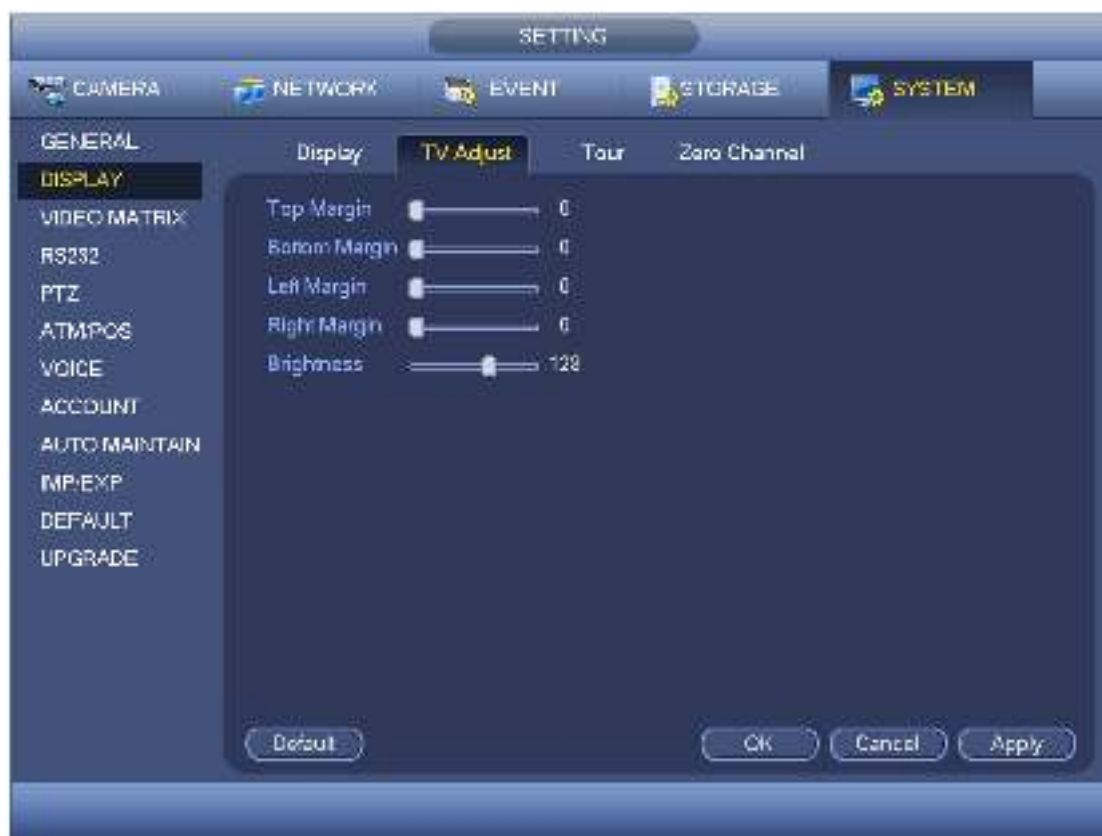 SETTING
CAMERA NETWORK EVENT STORAGE SYSTEM
GENERAL
DISPLAY
VIDEO MATRIX
RS232
PTZ
ATM/POS
VOICE
ACCOUNT
AUTO MAINTAIN
IMP/EXP
DEFAULT
UPGRADE
Display TV Adjust Tour Zero Channel
Top Margin 0
Bottom Margin 0
Left Margin 0
Right Margin 0
Brightness 128
Default OK Cancel Apply